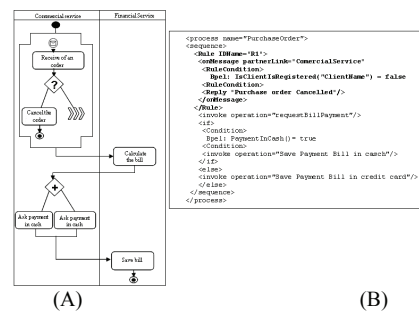 Commercial service
Financial Service
Receive of an
order
?
Cancel the
order
Calculate
the bill
+
Ask payment
in cash
Ask payment
in cash
Save bill
(A)
<process name="PurchaseOrder">
<sequence>
<Rule IDName="R1">
<onMessage partnerLink="ComercialService"
<RuleCondition>
Bpel: IsClientIsRegistered("ClientName") = false
<RuleCondition>
<Reply "Purchase order Cancelled"/>
</onMessage>
</Rule>
<invoke operation="requestBillPayment"/>
<if>
<Condition>
Bpel: PaymentInCash()= true
<Condition>
<invoke operation="Save Payment Bill in casch"/>
</if>
<else>
<invoke operation="Save Payment Bill in credit card"/>
</else>
</sequence>
</process>
(B)